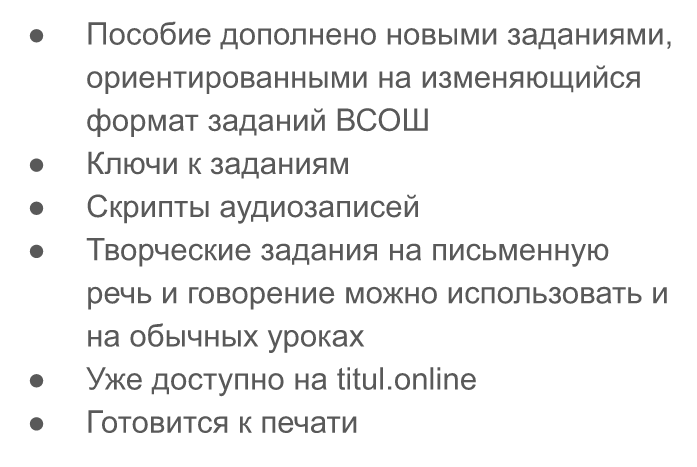 ● Пособие дополнено новыми заданиями,
ориентированными на изменяющийся
формат заданий ВСОШ
● Ключи к заданиям
● Скрипты аудиозаписей
● Творческие задания на письменную
речь и говорение можно использовать и
на обычных уроках
● Уже доступно на titul.online
● Готовится к печати